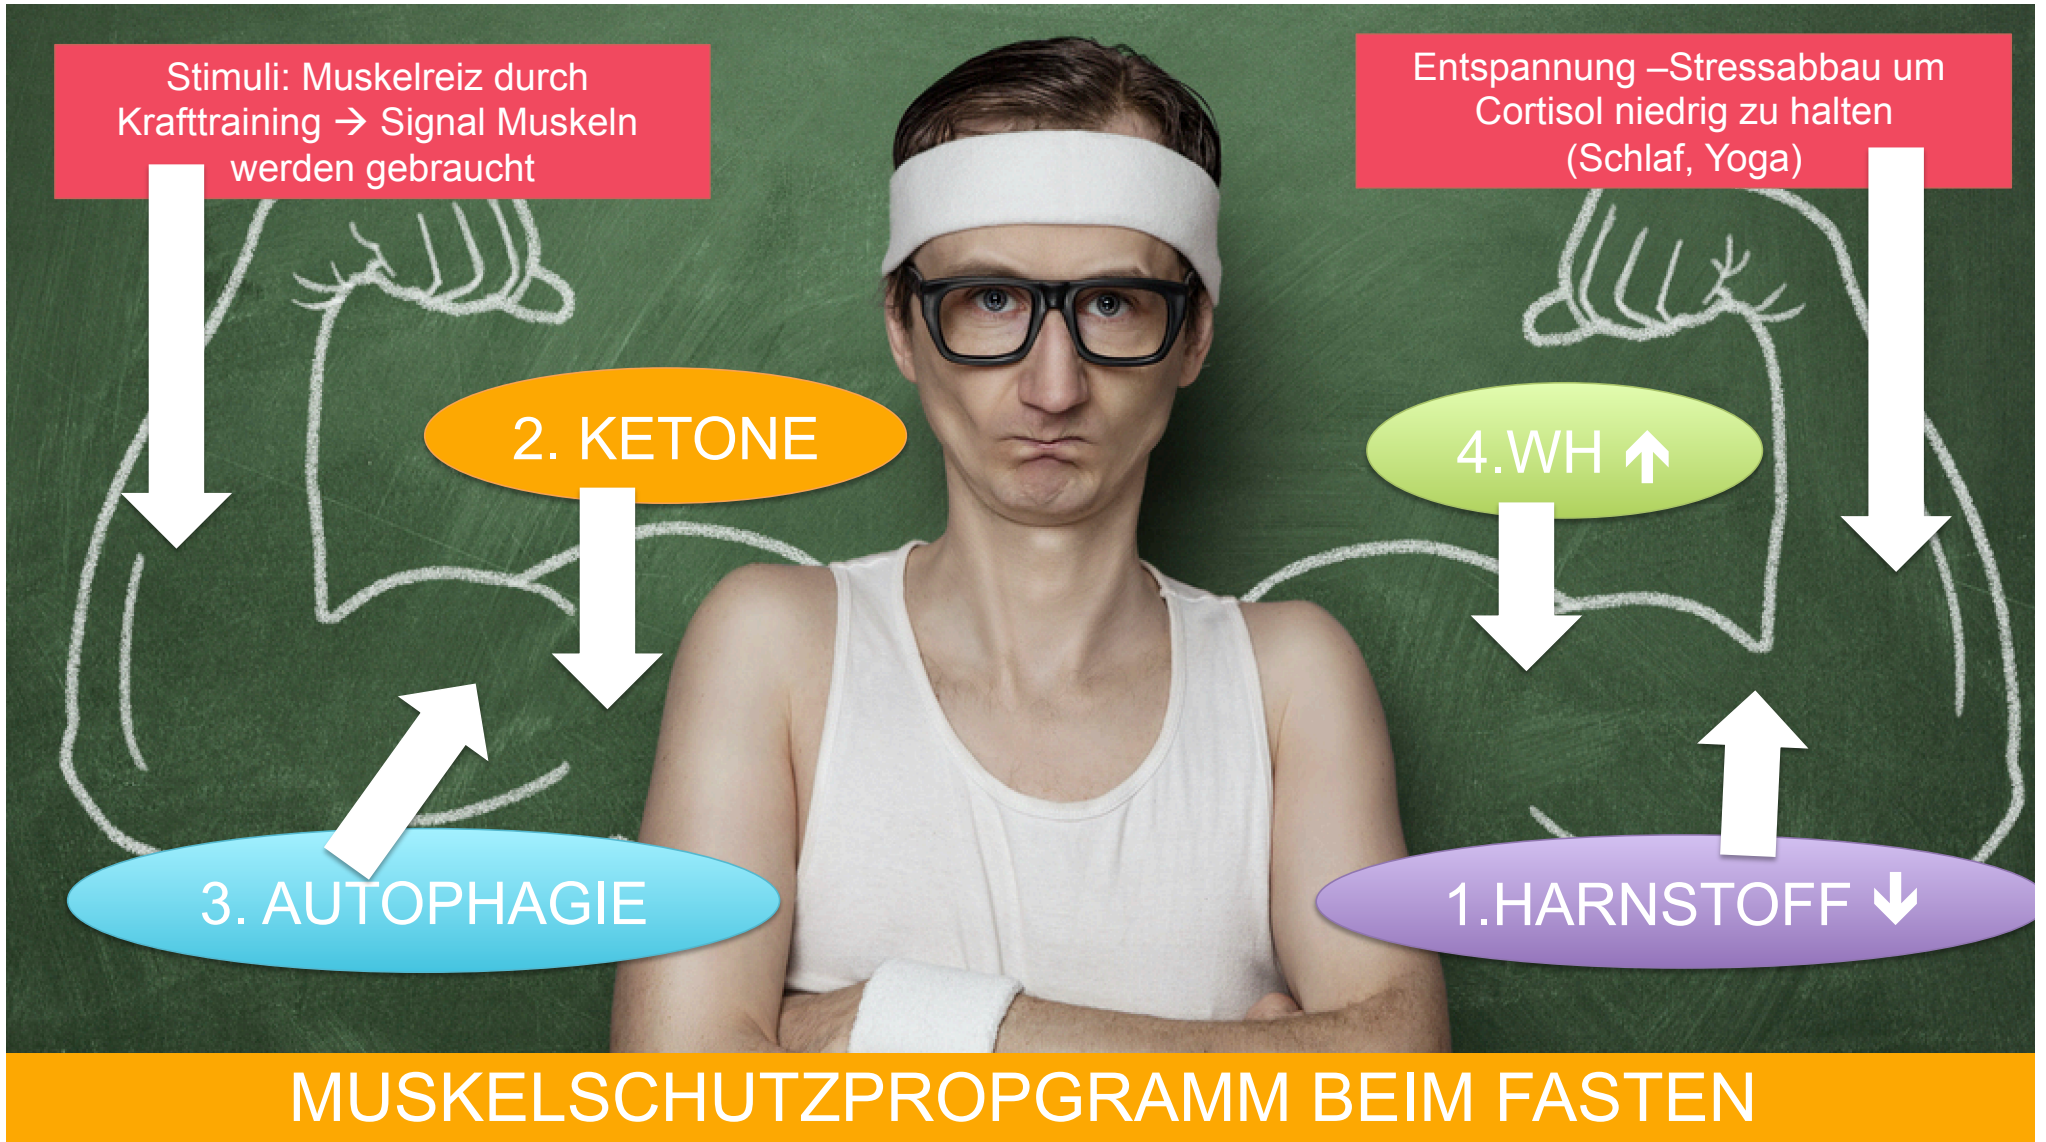 Stimuli: Muskelreiz durch
Krafttraining → Signal Muskeln
werden gebraucht
Entspannung –Stressabbau um
Cortisol niedrig zu halten
(Schlaf, Yoga)
2. KETONE
4.WH ↑
3. AUTOPHAGIE
1.HARNSTOFF ↓
MUSKELSCHUTZPROPGRAMM BEIM FASTEN